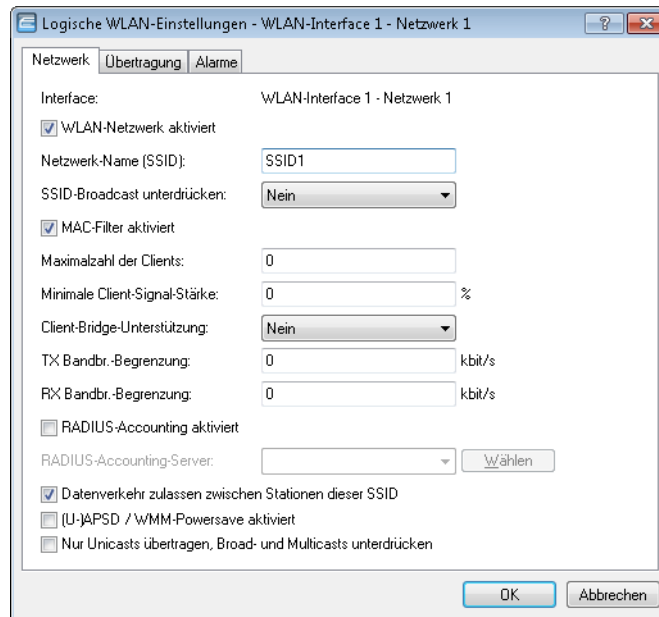 Logische WLAN-Einstellungen - WLAN-Interface 1 - Netzwerk 1
Netzwerk Übertragung Alarme
Interface: WLAN-Interface 1 - Netzwerk 1
WLAN-Netzwerk aktiviert
Netzwerk-Name (SSID): SSID1
SSID-Broadcast unterdrücken: Nein
MAC-Filter aktiviert
Maximalzahl der Clients: 0
Minimale Client-Signal-Stärke: 0 %
Client-Bridge-Unterstützung: Nein
TX Bandbr.-Begrenzung: 0 kbit/s
RX Bandbr.-Begrenzung: 0 kbit/s
RADIUS-Accounting aktiviert
RADIUS-Accounting-Server: Wählen
Datenverkehr zulassen zwischen Stationen dieser SSID
(U-)APSD / WMM-Powersave aktiviert
Nur Unicasts übertragen, Broad- und Multicasts unterdrücken
OK Abbrechen